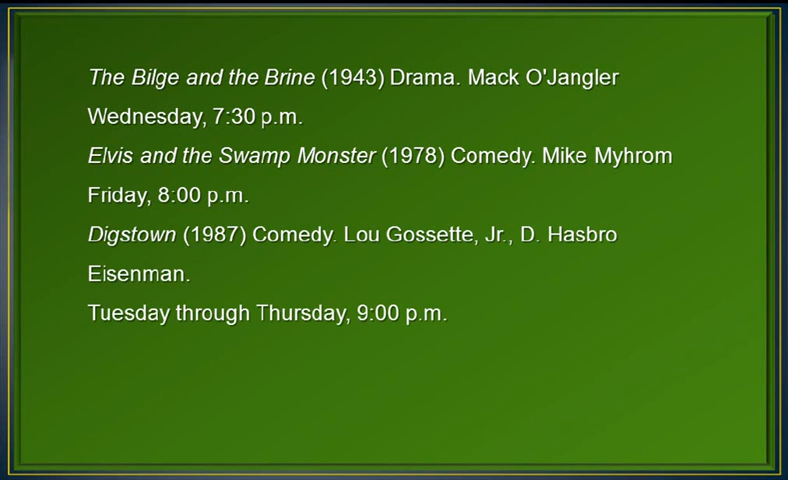 The Bilge and the Brine (1943) Drama. Mack O'Jangler
Wednesday, 7:30 p.m.
Elvis and the Swamp Monster (1978) Comedy. Mike Myhrom
Friday, 8:00 p.m.
Digstown (1987) Comedy. Lou Gossette, Jr., D. Hasbro
Eisenman.
Tuesday through Thursday, 9:00 p.m.